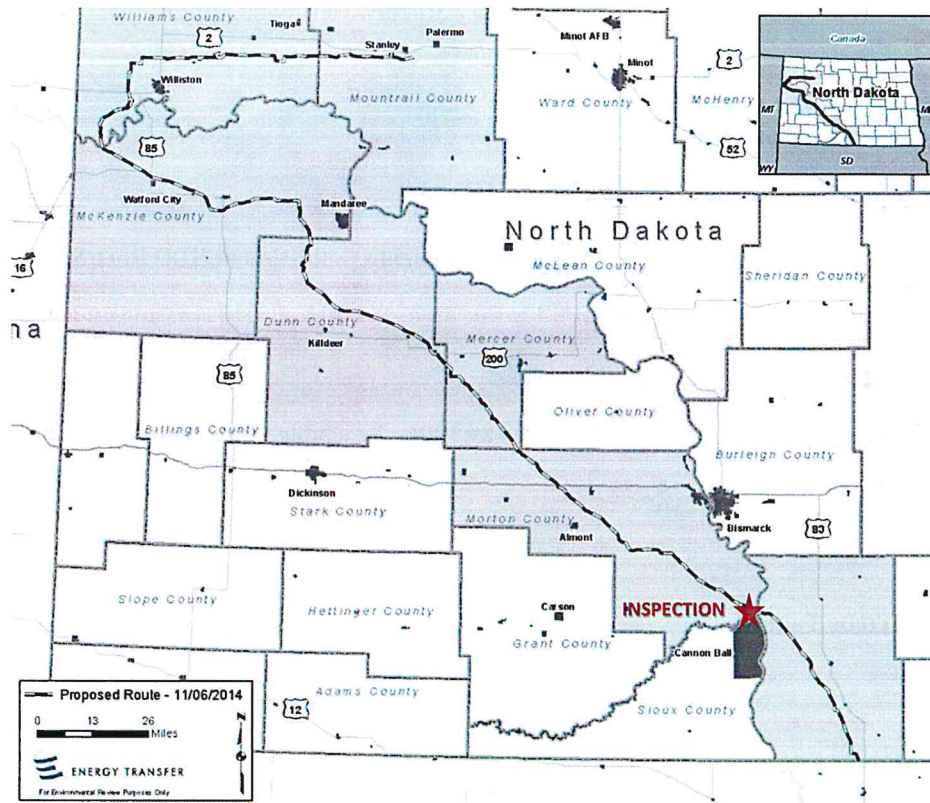 Williams County
Tioga
2
Stanley
Palermo
Minot AFB
Minot
2
Williston
Mountrail County
Ward County
McHenry
85
52
Watford City
McKenzie County
Mandaree
North Dakota
McLean County
Sheridan County
16
na
Dunn County
Killdeer
Mercer County
200
85
Oliver County
Billings County
Burleigh County
Dickinson
Stark County
Morton County
Almont
Bismarck
83
Slope County
Hettinger County
Carson
Grant County
INSPECTION
Cannon Ball
Adams County
12
Sioux County
Canada
MT
North Dakota
M
WY
SD
Proposed Route - 11/06/2014
0 13 26
Miles
N
ENERGY TRANSFER
For Environmental Review Purposes Only